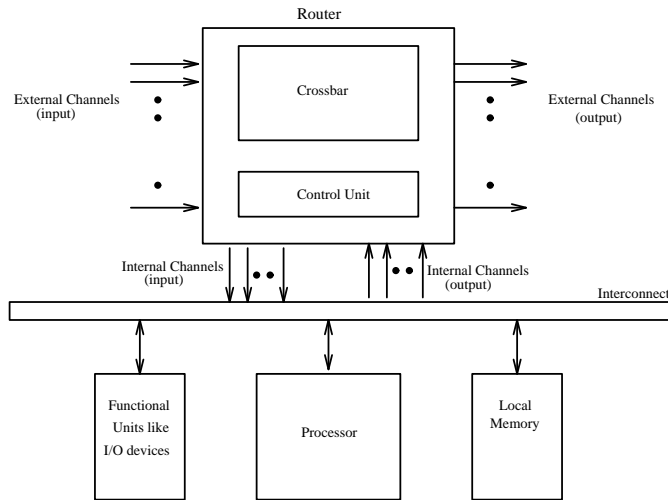 Router
Crossbar
External Channels
(input)
External Channels
(output)
Control Unit
Internal Channels
(input)
Internal Channels
(output)
Interconnect
Functional
Units like
I/O devices
Processor
Local
Memory